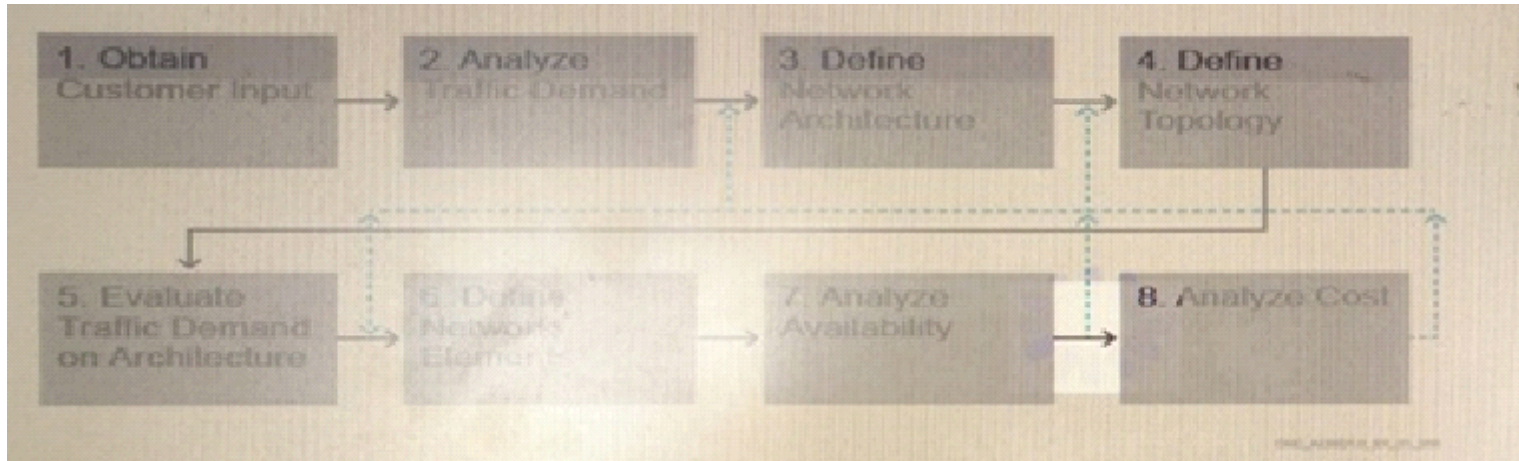 1. Obtain
Customer Input
2. Analyze
Traffic Demand
3. Define
Network
Architecture
4. Define
Network
Topology
5. Evaluate
Traffic Demand
on Architecture
6. Define
Network
7. Analyze
Availability
8. Analyze Cost